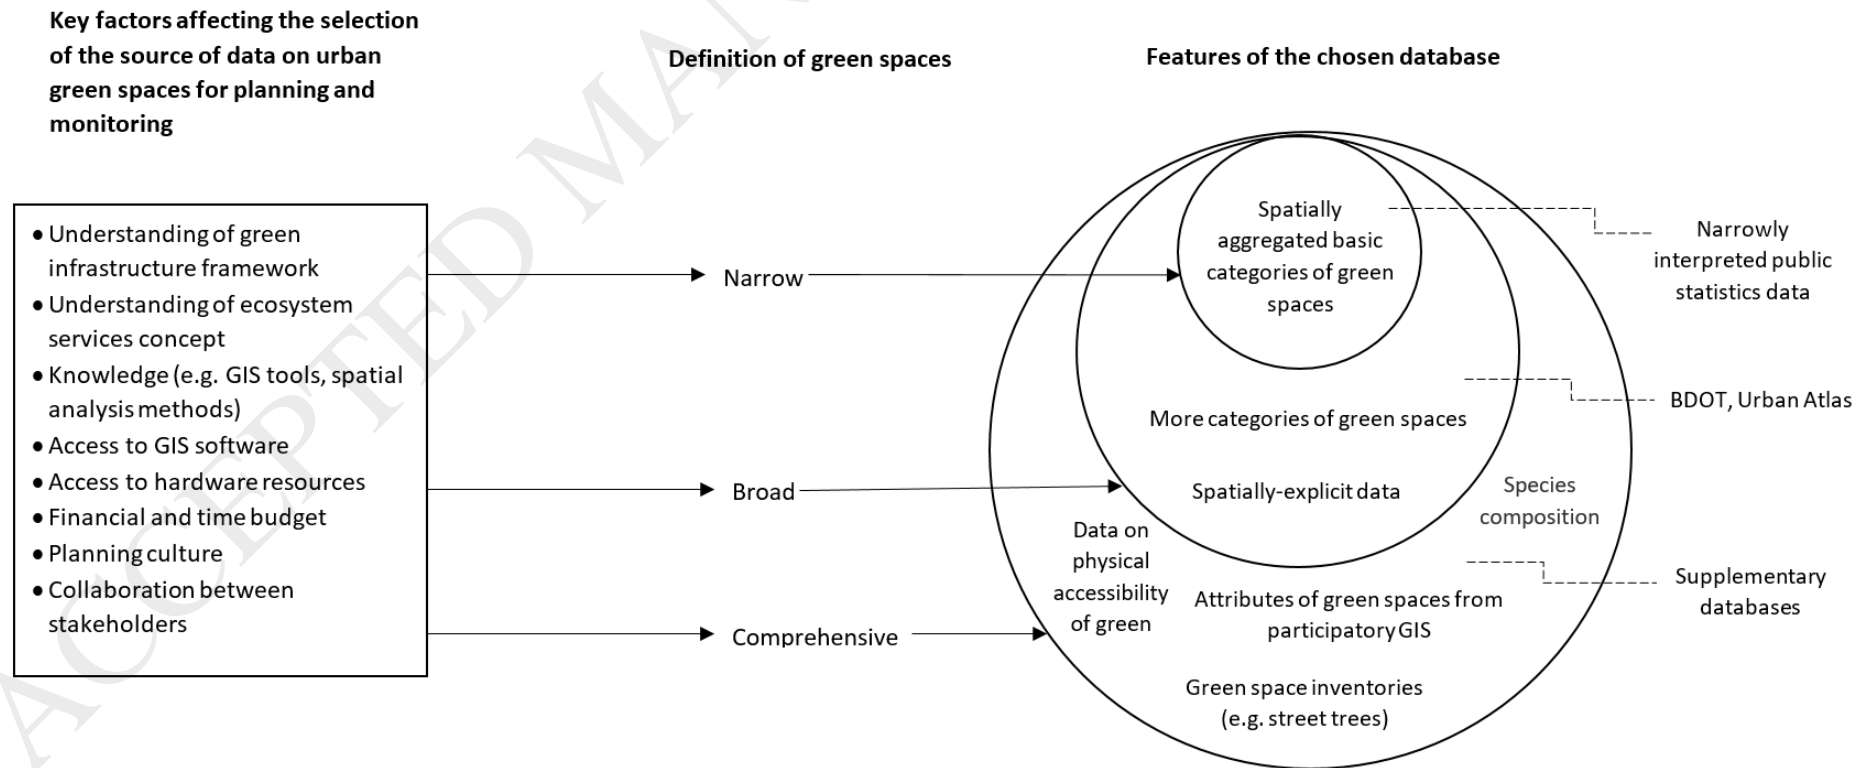 Key factors affecting the selection
of the source of data on urban
green spaces for planning and
monitoring
Definition of green spaces
Features of the chosen database
• Understanding of green
infrastructure framework
• Understanding of ecosystem
services concept
• Knowledge (e.g. GIS tools, spatial
analysis methods)
• Access to GIS software
• Access to hardware resources
• Financial and time budget
• Planning culture
• Collaboration between
stakeholders
Narrow
Broad
Comprehensive
Spatially
aggregated basic
categories of green
spaces
More categories of green spaces
Spatially-explicit data
Species
composition
Data on
physical
accessibility
of green
Attributes of green spaces from
participatory GIS
Green space inventories
(e.g. street trees)
Narrowly
interpreted public
statistics data
BDOT, Urban Atlas
Supplementary
databases
ACCEPTED MAN